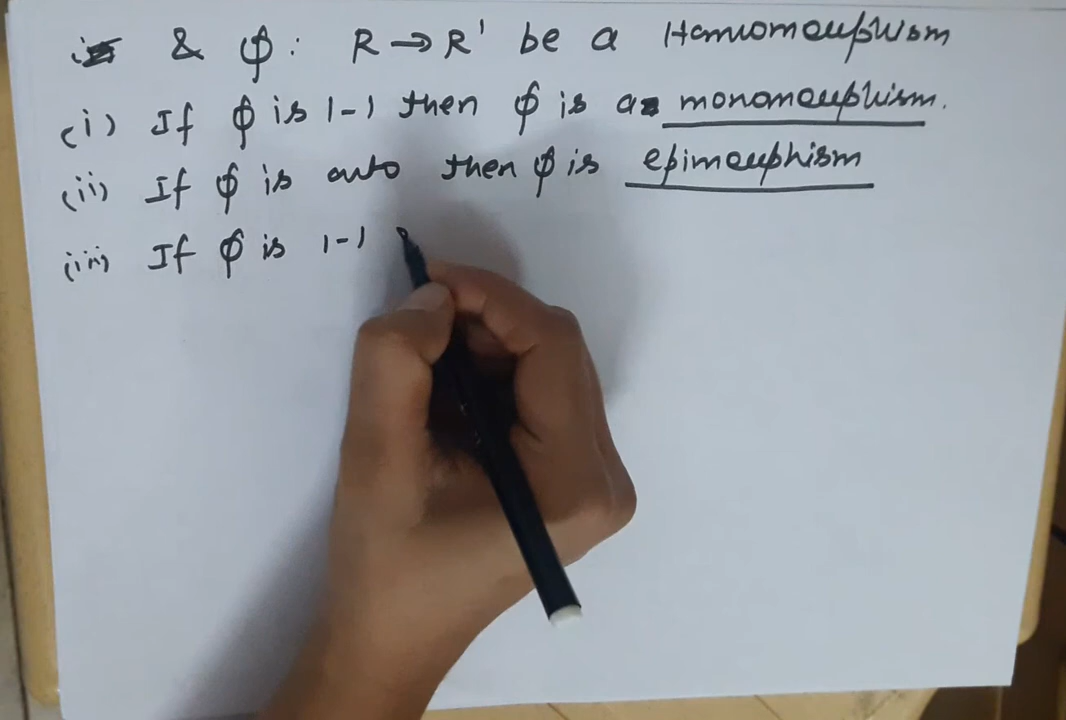 & φ: R → R' be a Homomorphism
(i) If φ is 1-1 then φ is a monomorphism.
(ii) If φ is onto then φ is epimorphism
(iii) If φ is 1-1